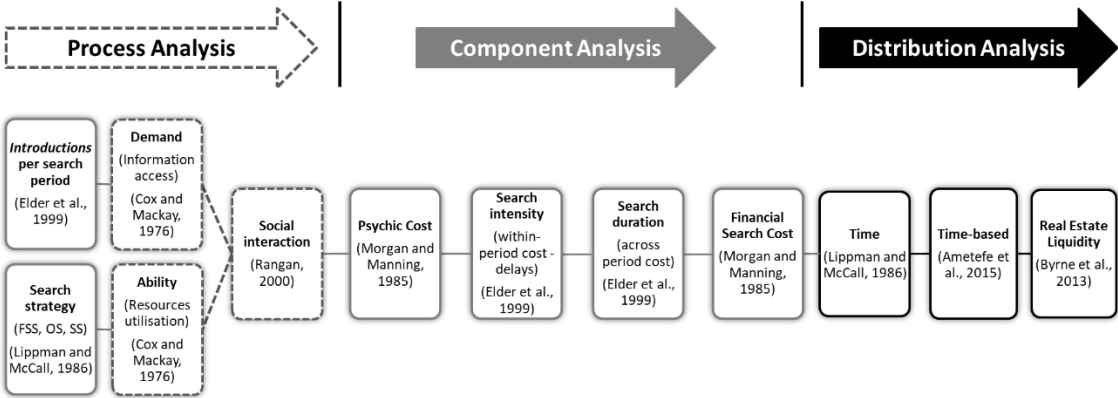 Process Analysis
Component Analysis
Distribution Analysis
Introductions
per search
period
(Elder et al.,
1999)
Demand
(Information
access)
(Cox and
Mackay,
1976)
Search
strategy
(FSS, OS, SS)
(Lippman and
McCall, 1986)
Ability
(Resources
utilisation)
(Cox and
Mackay,
1976)
Social
interaction
(Rangan,
2000)
Psychic Cost
(Morgan and
Manning,
1985)
Search
intensity
(within-
period cost -
delays)
(Elder et al.,
1999)
Search
duration
(across
period cost)
(Elder et al.,
1999)
Financial
Search Cost
(Morgan and
Manning,
1985)
Time
(Lippman and
McCall, 1986)
Time-based
(Ametefe et
al., 2015)
Real Estate
Liquidity
(Byrne et al.,
2013)